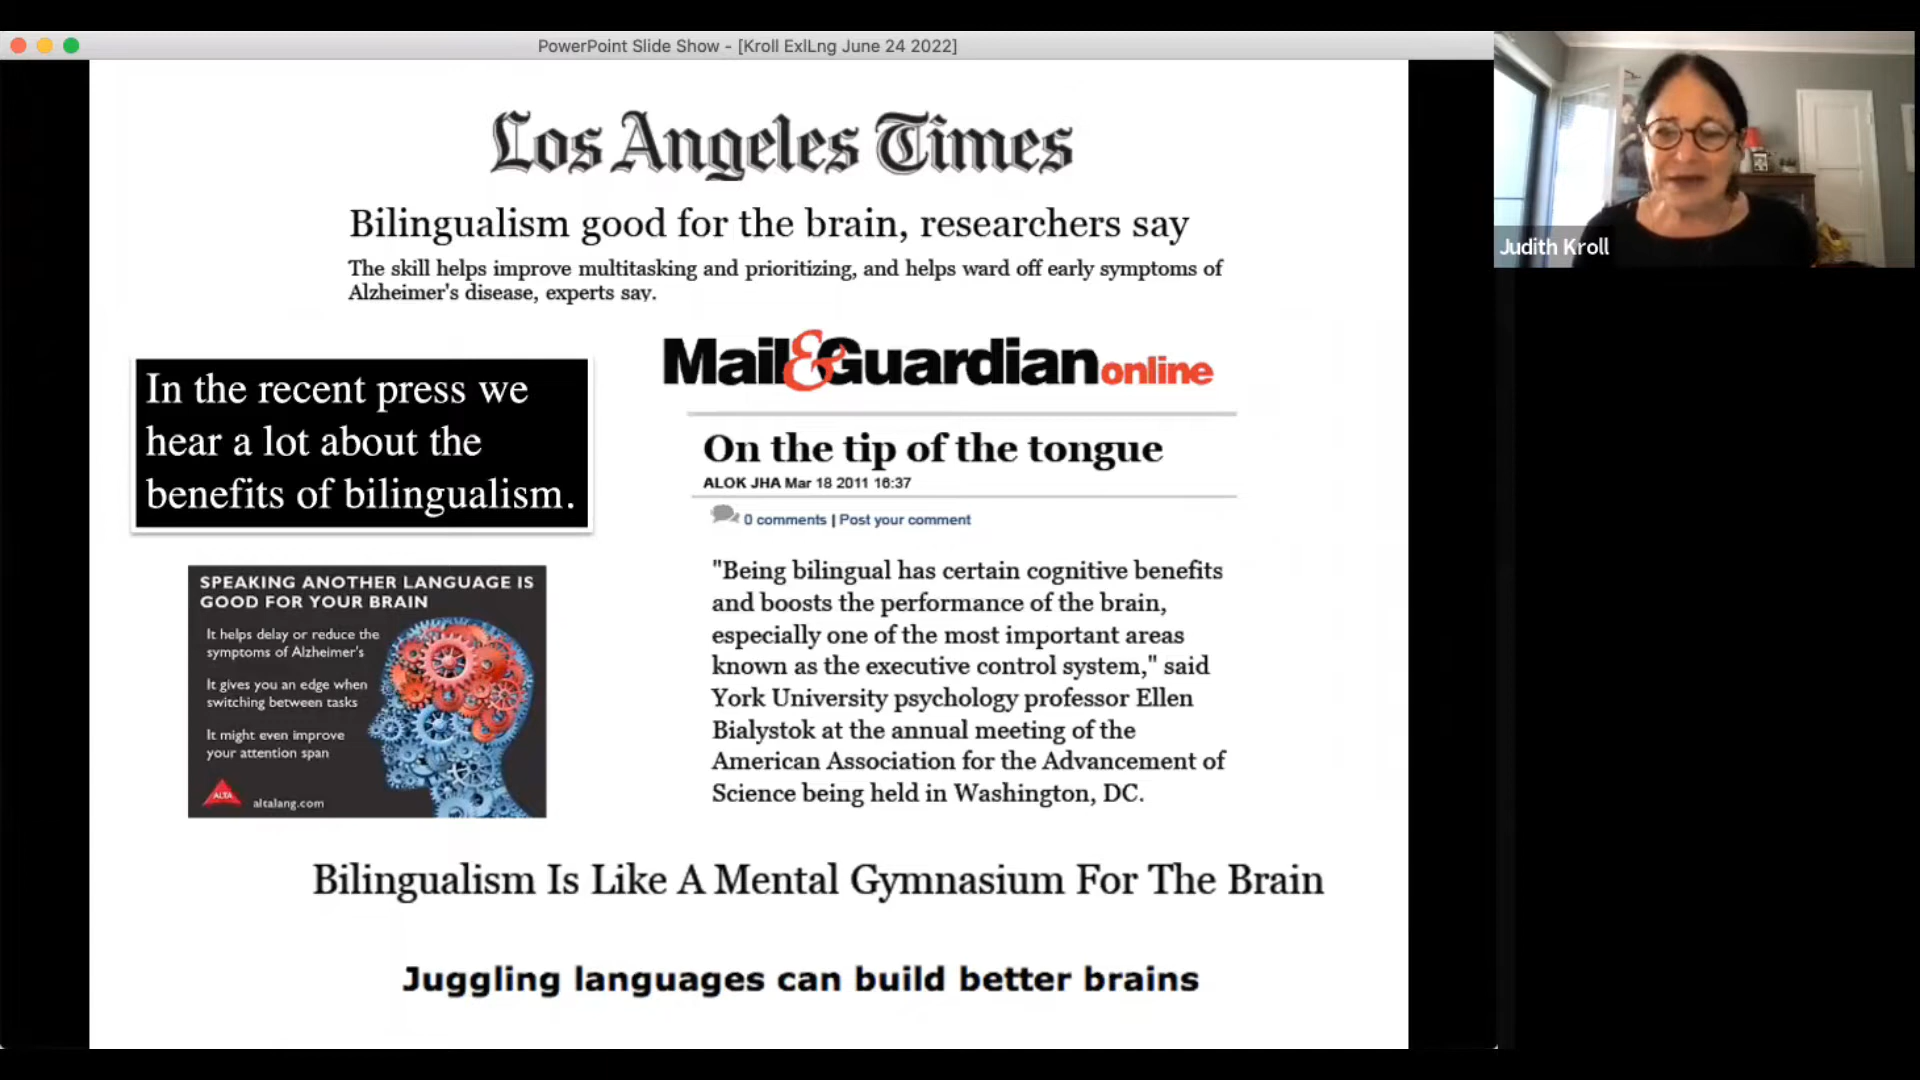 PowerPoint Slide Show - [Kroll ExlLng June 24 2022]
Judith Kroll
Los Angeles Times
Bilingualism good for the brain, researchers say
The skill helps improve multitasking and prioritizing, and helps ward off early symptoms of
Alzheimer's disease, experts say.
In the recent press we
hear a lot about the
benefits of bilingualism.
Mail&Guardianonline
On the tip of the tongue
ALOK JHA Mar 18 2011 16:37
0 comments | Post your comment
"Being bilingual has certain cognitive benefits
and boosts the performance of the brain,
especially one of the most important areas
known as the executive control system," said
York University psychology professor Ellen
Bialystok at the annual meeting of the
American Association for the Advancement of
Science being held in Washington, DC.
SPEAKING ANOTHER LANGUAGE IS
GOOD FOR YOUR BRAIN
It helps delay or reduce the
symptoms of Alzheimer's
It gives you an edge when
switching between tasks
It might even improve
your attention span
ALTA
altalang.com
Bilingualism Is Like A Mental Gymnasium For The Brain
Juggling languages can build better brains